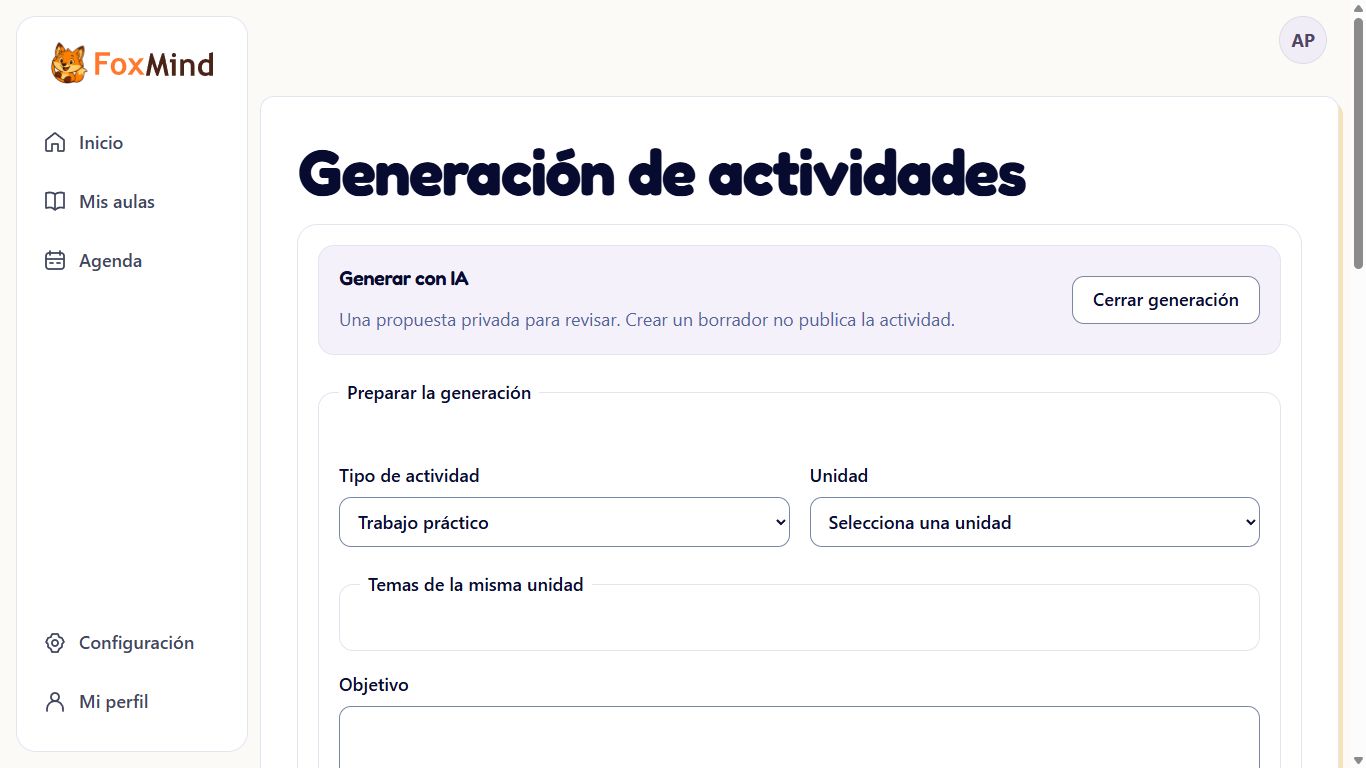 FoxMind
AP
Inicio
Mis aulas
Agenda
Configuración
Mi perfil
Generación de actividades
Generar con IA
Una propuesta privada para revisar. Crear un borrador no publica la actividad.
Cerrar generación
Preparar la generación
Tipo de actividad
Trabajo práctico
Unidad
Selecciona una unidad
Temas de la misma unidad
Objetivo